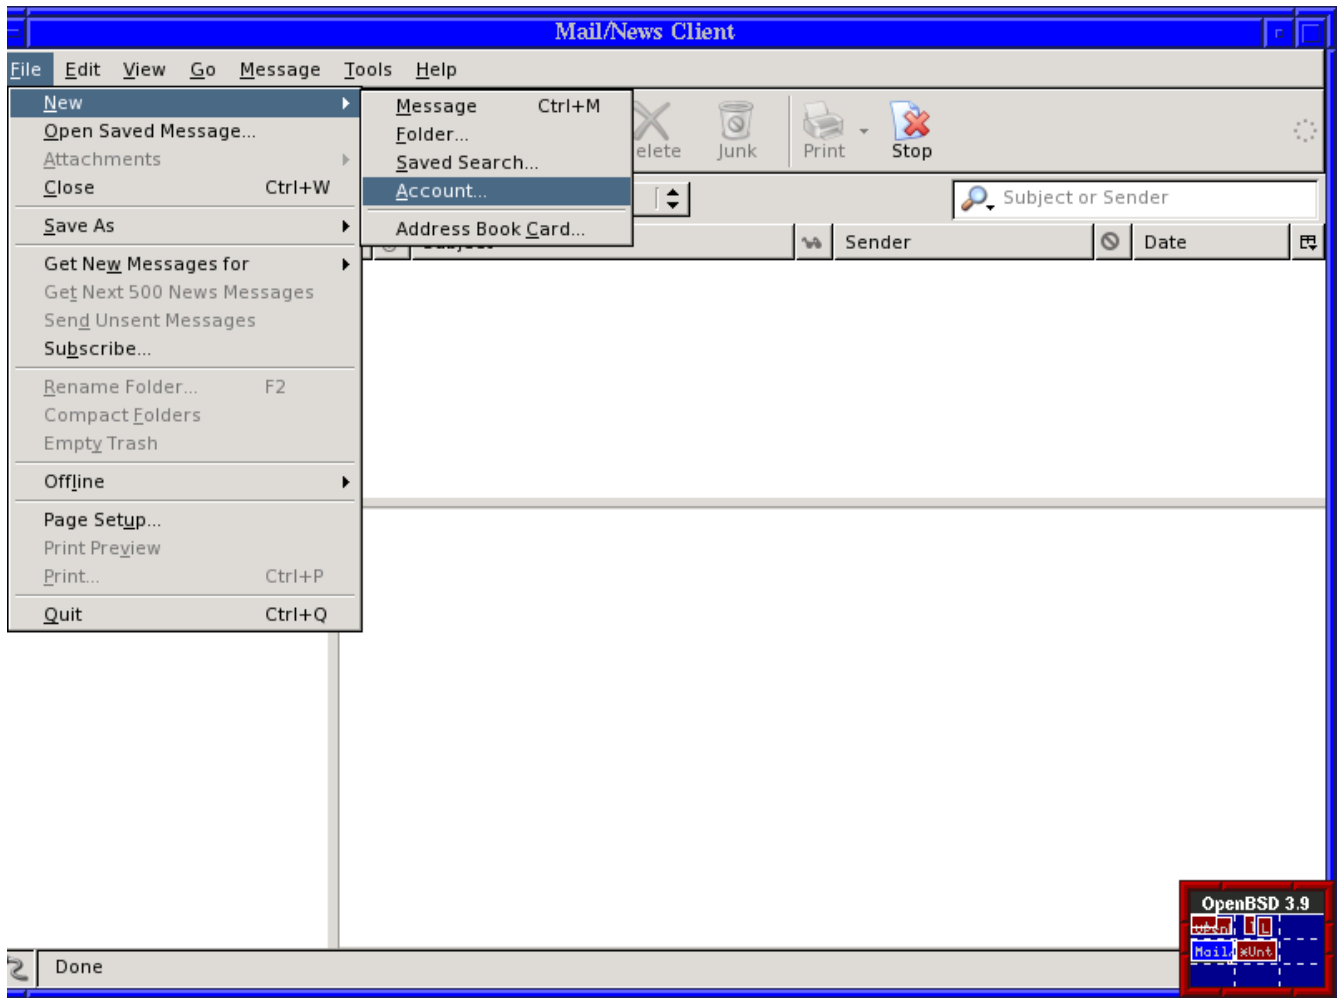 Mail/News Client
File Edit View Go Message Tools Help
New
Open Saved Message...
Attachments
Close Ctrl+W
Save As
Get New Messages for
Get Next 500 News Messages
Send Unsent Messages
Subscribe...
Rename Folder... F2
Compact Folders
Empty Trash
Offline
Page Setup...
Print Preview
Print... Ctrl+P
Quit Ctrl+Q
Message Ctrl+M
Folder...
Saved Search...
Account...
Address Book Card...
elete Junk Print Stop
Subject or Sender
Sender Date
Done
OpenBSD 3.9
L
Mail/ xUnt